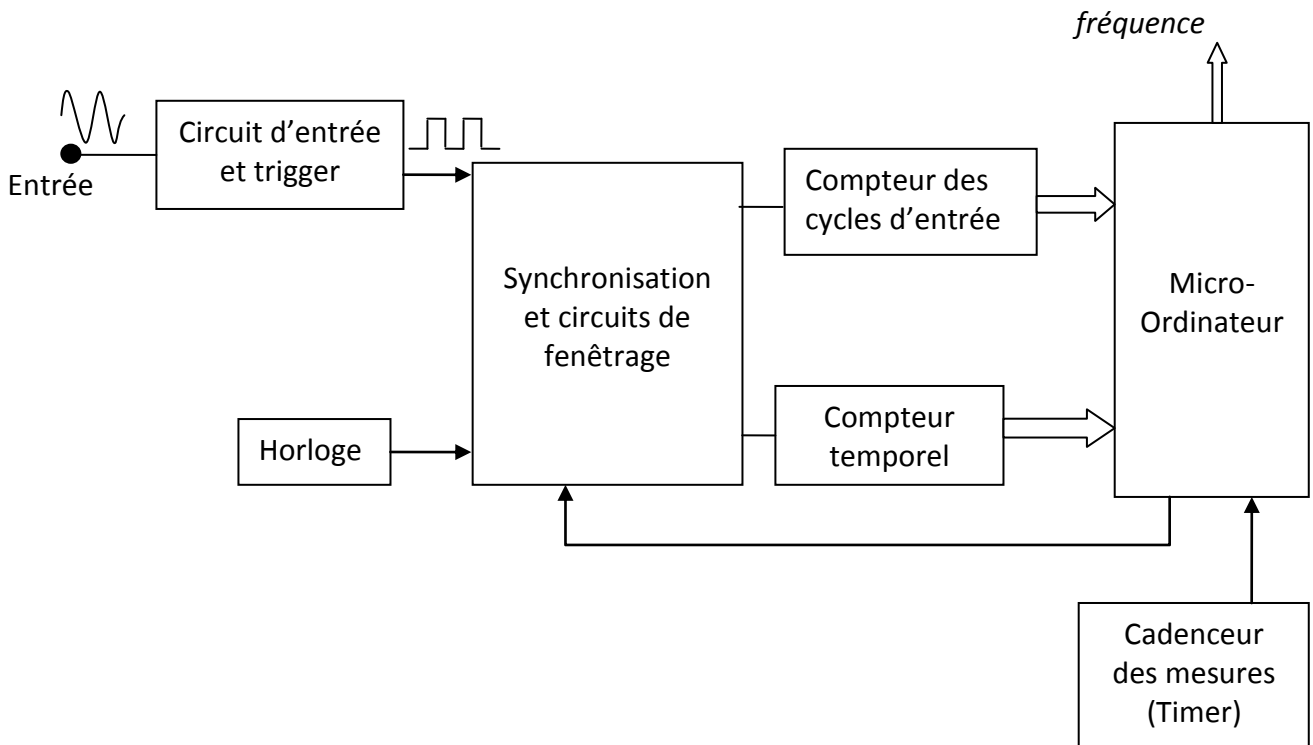 fréquence
Entrée
Circuit d’entrée
et trigger
Synchronisation
et circuits de
fenêtrage
Horloge
Compteur des
cycles d’entrée
Compteur
temporel
Micro-
Ordinateur
Cadenceur
des mesures
(Timer)